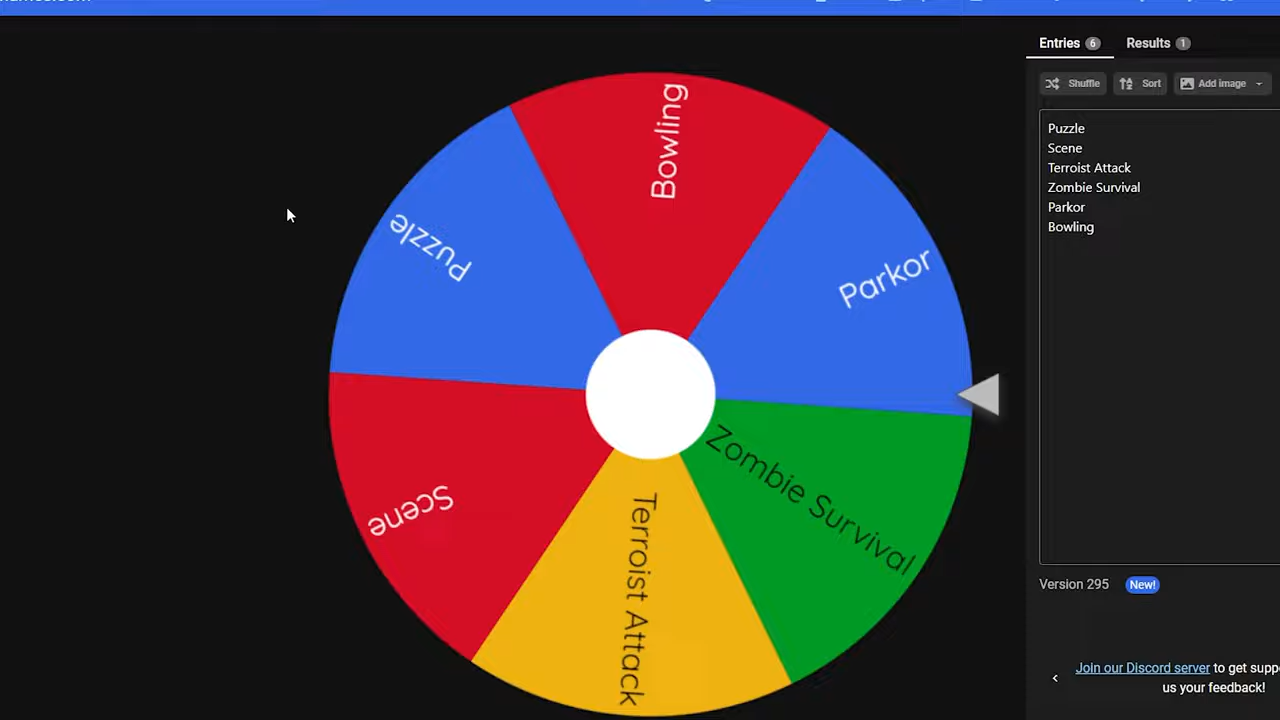 Entries 6 Results 1
Shuffle Sort Add image
Puzzle
Scene
Terroist Attack
Zombie Survival
Parkor
Bowling
Bowling
Parkor
Zombie Survival
Terroist Attack
Scene
Puzzle
Version 295 New!
Join our Discord server to get
us your feedback!